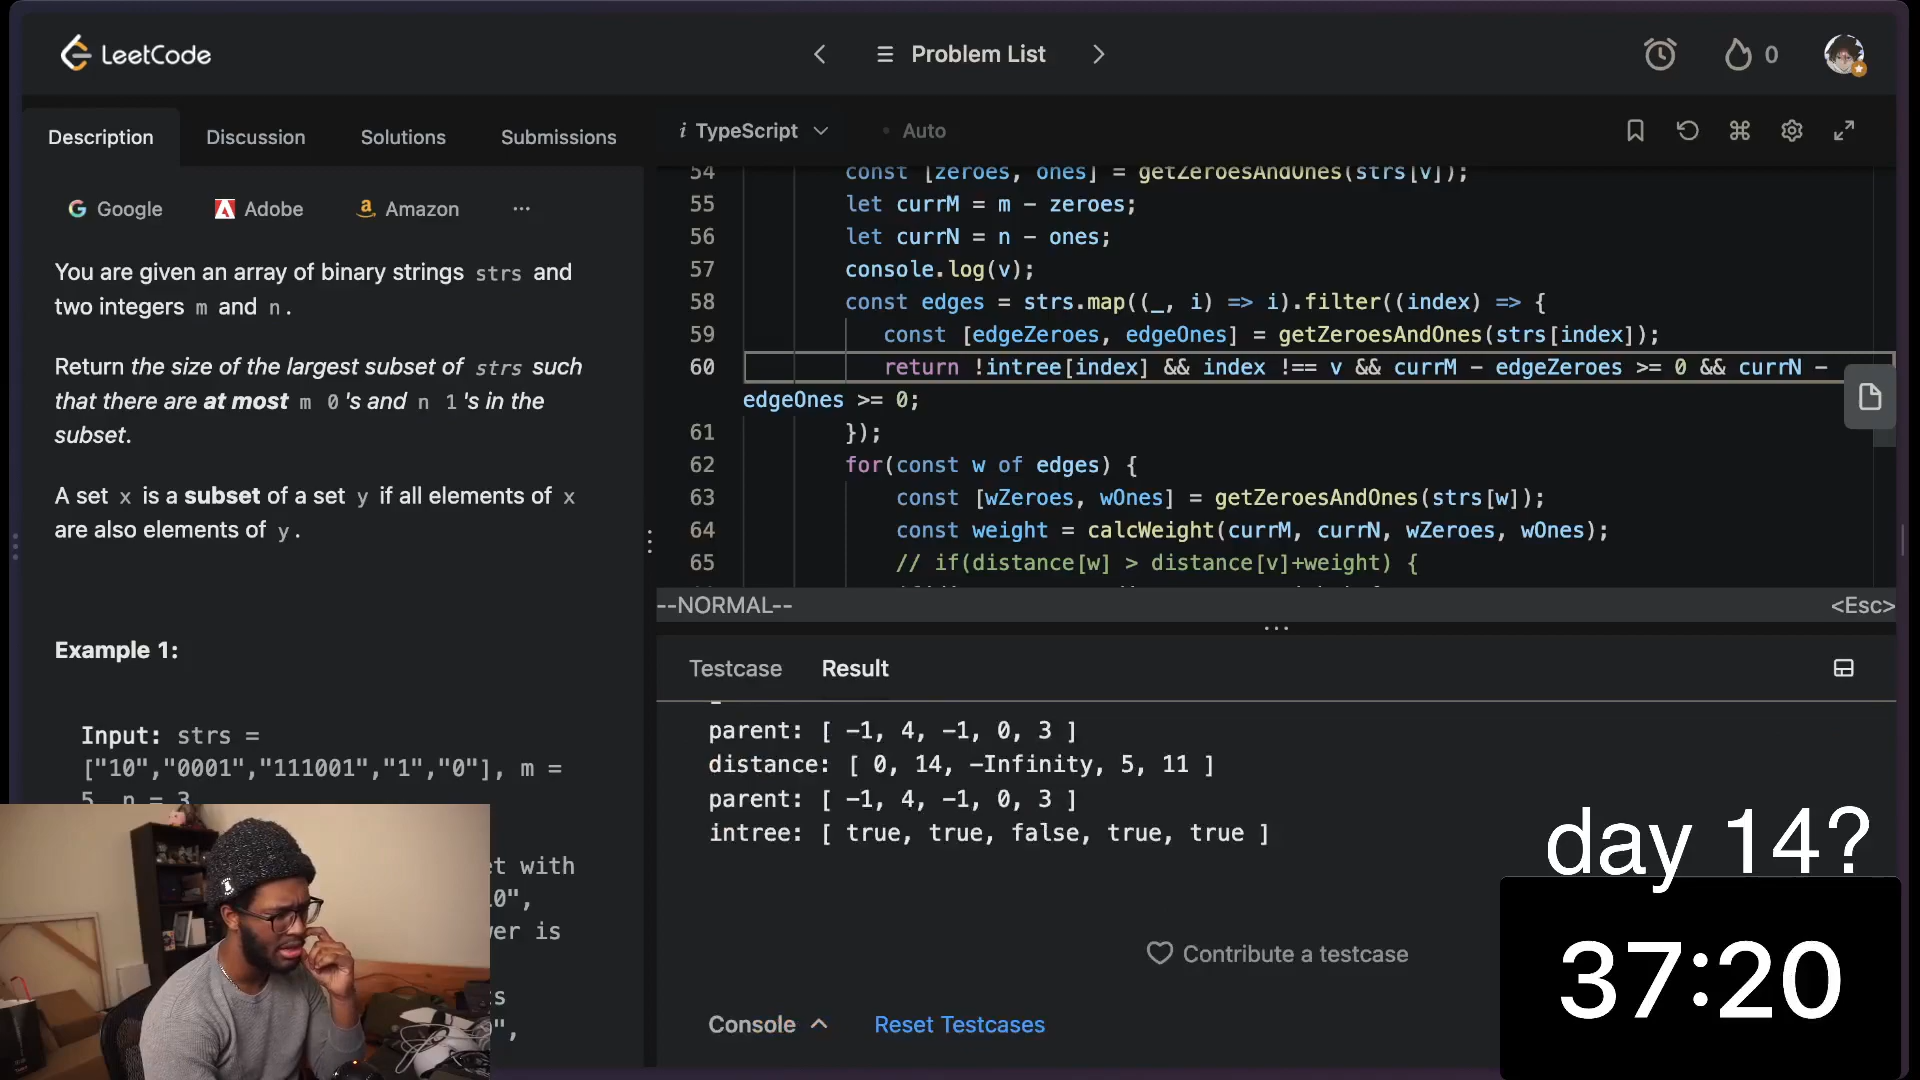 LeetCode
Problem List
0
Description Discussion Solutions Submissions
i TypeScript
Auto
Google Adobe Amazon ...
You are given an array of binary strings strs and
two integers m and n.
Return the size of the largest subset of strs such
that there are at most m 0's and n 1's in the
subset.
A set x is a subset of a set y if all elements of x
are also elements of y.
Example 1:
Input: strs =
["10","0001","111001","1","0"], m =
5, n = 3
et with
10",
wer is
s
",
54 const [zeroes, ones] = getZeroesAndOnes(strs[v]);
55 let currM = m - zeroes;
56 let currN = n - ones;
57 console.log(v);
58 const edges = strs.map((_, i) => i).filter((index) => {
59 const [edgeZeroes, edgeOnes] = getZeroesAndOnes(strs[index]);
60 return !intree[index] && index !== v && currM - edgeZeroes >= 0 && currN -
edgeOnes >= 0;
61 });
62 for(const w of edges) {
63 const [wZeroes, wOnes] = getZeroesAndOnes(strs[w]);
64 const weight = calcWeight(currM, currN, wZeroes, wOnes);
65 // if(distance[w] > distance[v]+weight) {
--NORMAL-- <Esc>
Testcase Result
parent: [ -1, 4, -1, 0, 3 ]
distance: [ 0, 14, -Infinity, 5, 11 ]
parent: [ -1, 4, -1, 0, 3 ]
intree: [ true, true, false, true, true ]
Contribute a testcase
Console Reset Testcases
day 14?
37:20